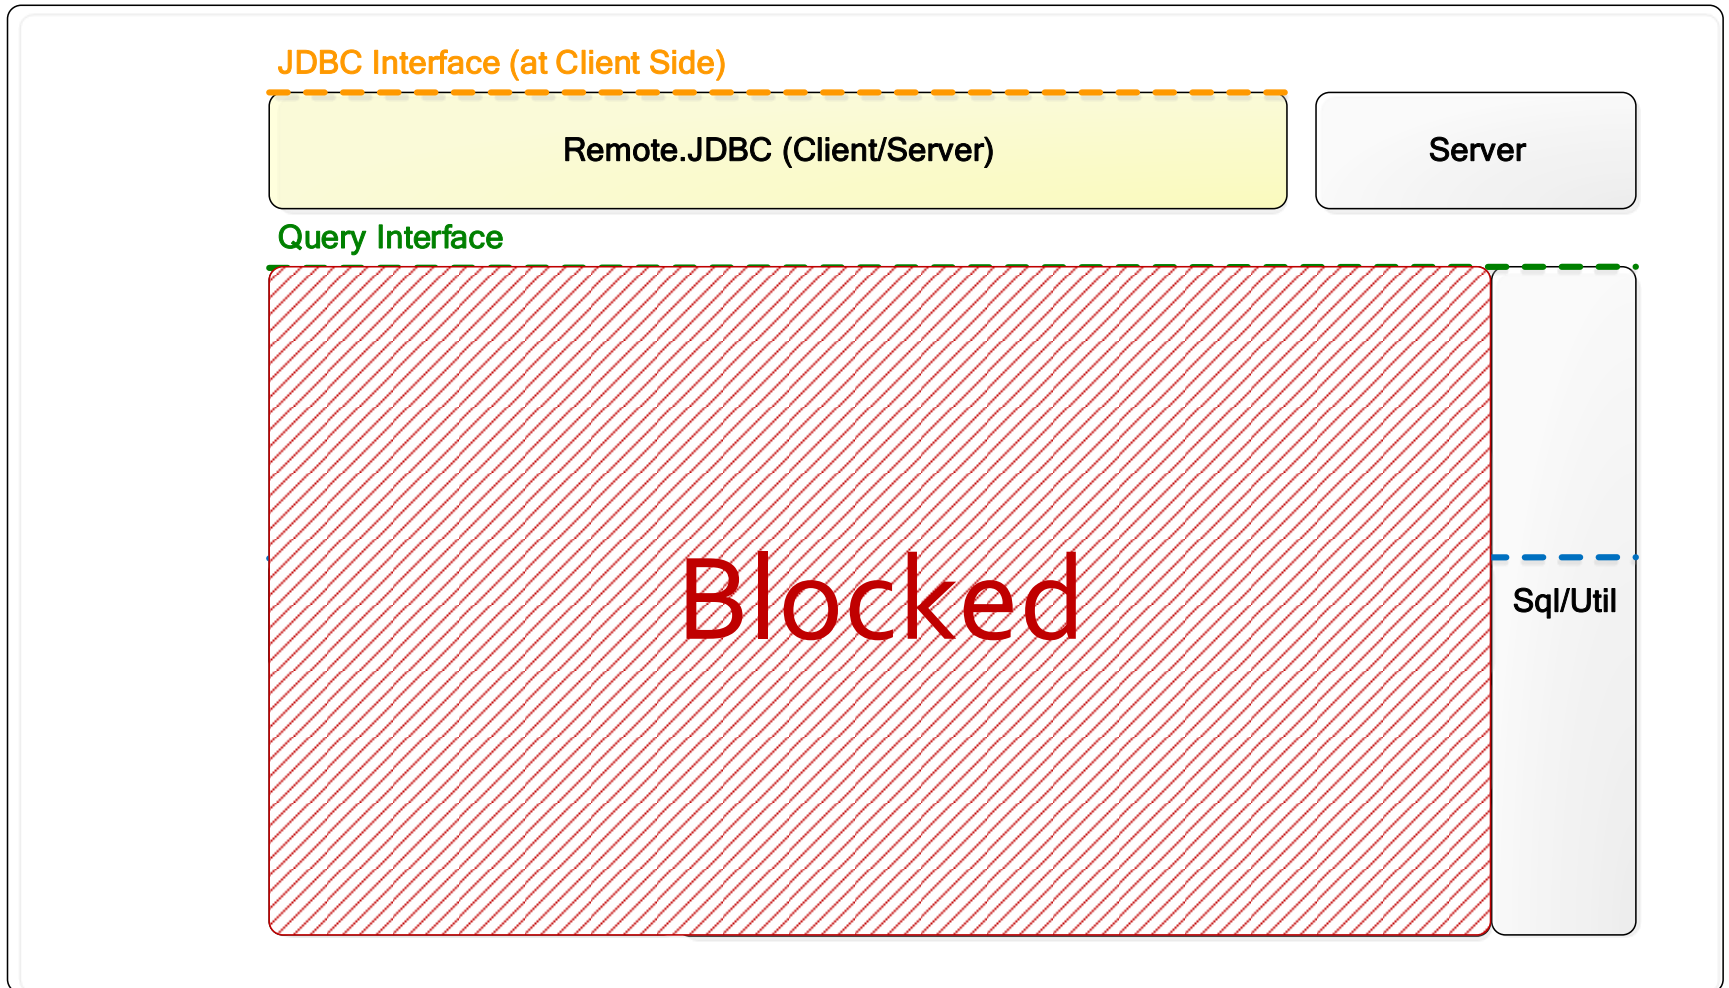 JDBC Interface (at Client Side)
Remote.JDBC (Client/Server)
Server
Query Interface
Blocked
Sql/Util